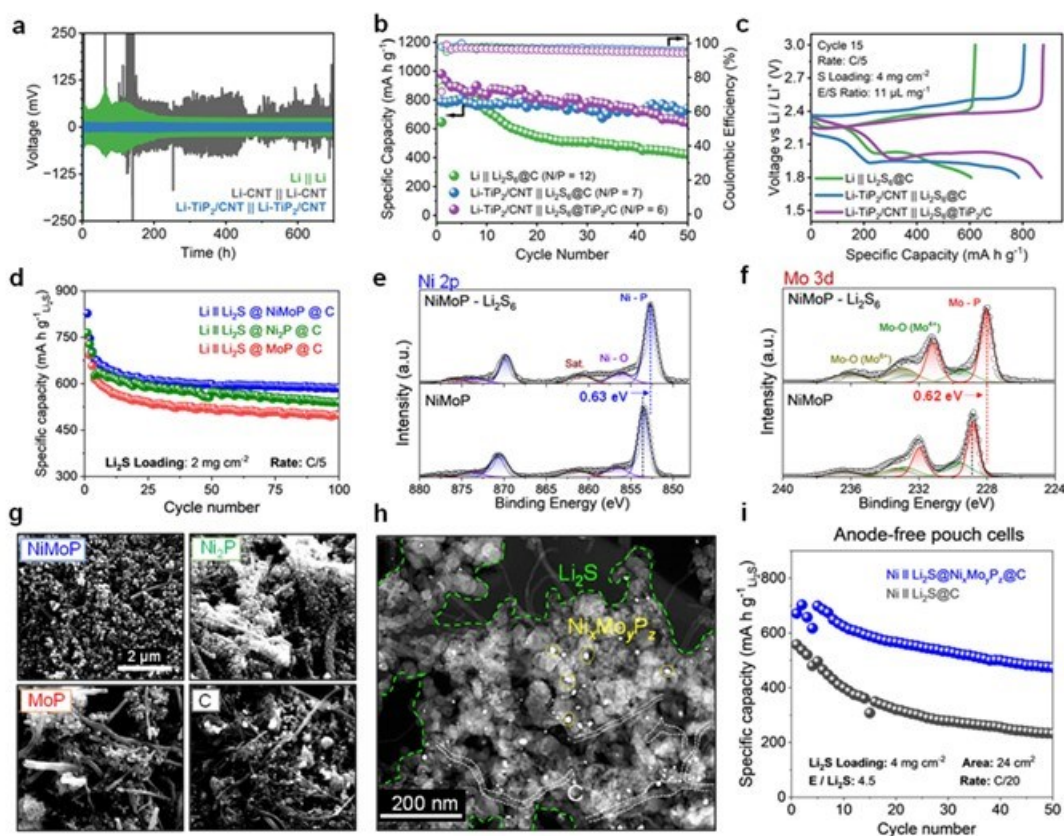 a
Voltage (mV)
250
125
0
-125
-250
0
200
400
600
Time (h)
Li || Li
Li-CNT || Li-CNT
Li-TiP₂/CNT || Li-TiP₂/CNT
b
Specific Capacity (mA h g⁻¹)
1200
1000
800
600
400
200
0
0
10
20
30
40
50
Cycle Number
100
80
60
40
20
0
Coulombic Efficiency (%)
Li || Li₂S₆@C (N/P = 12)
Li-TiP₂/CNT || Li₂S₆@C (N/P = 7)
Li-TiP₂/CNT || Li₂S₆@TiP₂/C (N/P = 6)
c
Voltage vs Li / Li⁺ (V)
3.0
2.7
2.4
2.1
1.8
1.5
0
200
400
600
800
Specific Capacity (mA h g⁻¹)
Cycle 15
Rate: C/5
S Loading: 4 mg cm⁻²
E/S Ratio: 11 μL mg⁻¹
Li || Li₂S₆@C
Li-TiP₂/CNT || Li₂S₆@C
Li-TiP₂/CNT || Li₂S₆@TiP₂/C
d
Specific capacity (mA h g⁻¹Li₂S)
900
750
600
450
300
0
25
50
75
100
Cycle number
Li ǁ Li₂S @ NiMoP @ C
Li ǁ Li₂S @ Ni₂P @ C
Li ǁ Li₂S @ MoP @ C
Li₂S Loading: 2 mg cm⁻²
Rate: C/5
e
Ni 2p
NiMoP - Li₂S₆
Ni - P
Sat.
Ni - O
0.63 eV
NiMoP
Intensity (a.u.)
880
875
870
865
860
855
850
Binding Energy (eV)
f
Mo 3d
NiMoP - Li₂S₆
Mo - P
Mo-O (Mo⁴⁺)
Mo-O (Mo⁶⁺)
0.62 eV
NiMoP
Intensity (a.u.)
240
236
232
228
224
Binding Energy (eV)
g
NiMoP
2 μm
Ni₂P
MoP
C
h
Li₂S
NiₓMoᵧP_z
C
200 nm
i
Anode-free pouch cells
Specific capacity (mA h g⁻¹Li₂S)
800
600
400
200
0
0
10
20
30
40
50
Cycle number
Ni ǁ Li₂S@NiₓMoᵧP_z@C
Ni ǁ Li₂S@C
Li₂S Loading: 4 mg cm⁻²
Area: 24 cm²
E / Li₂S: 4.5
Rate: C/20